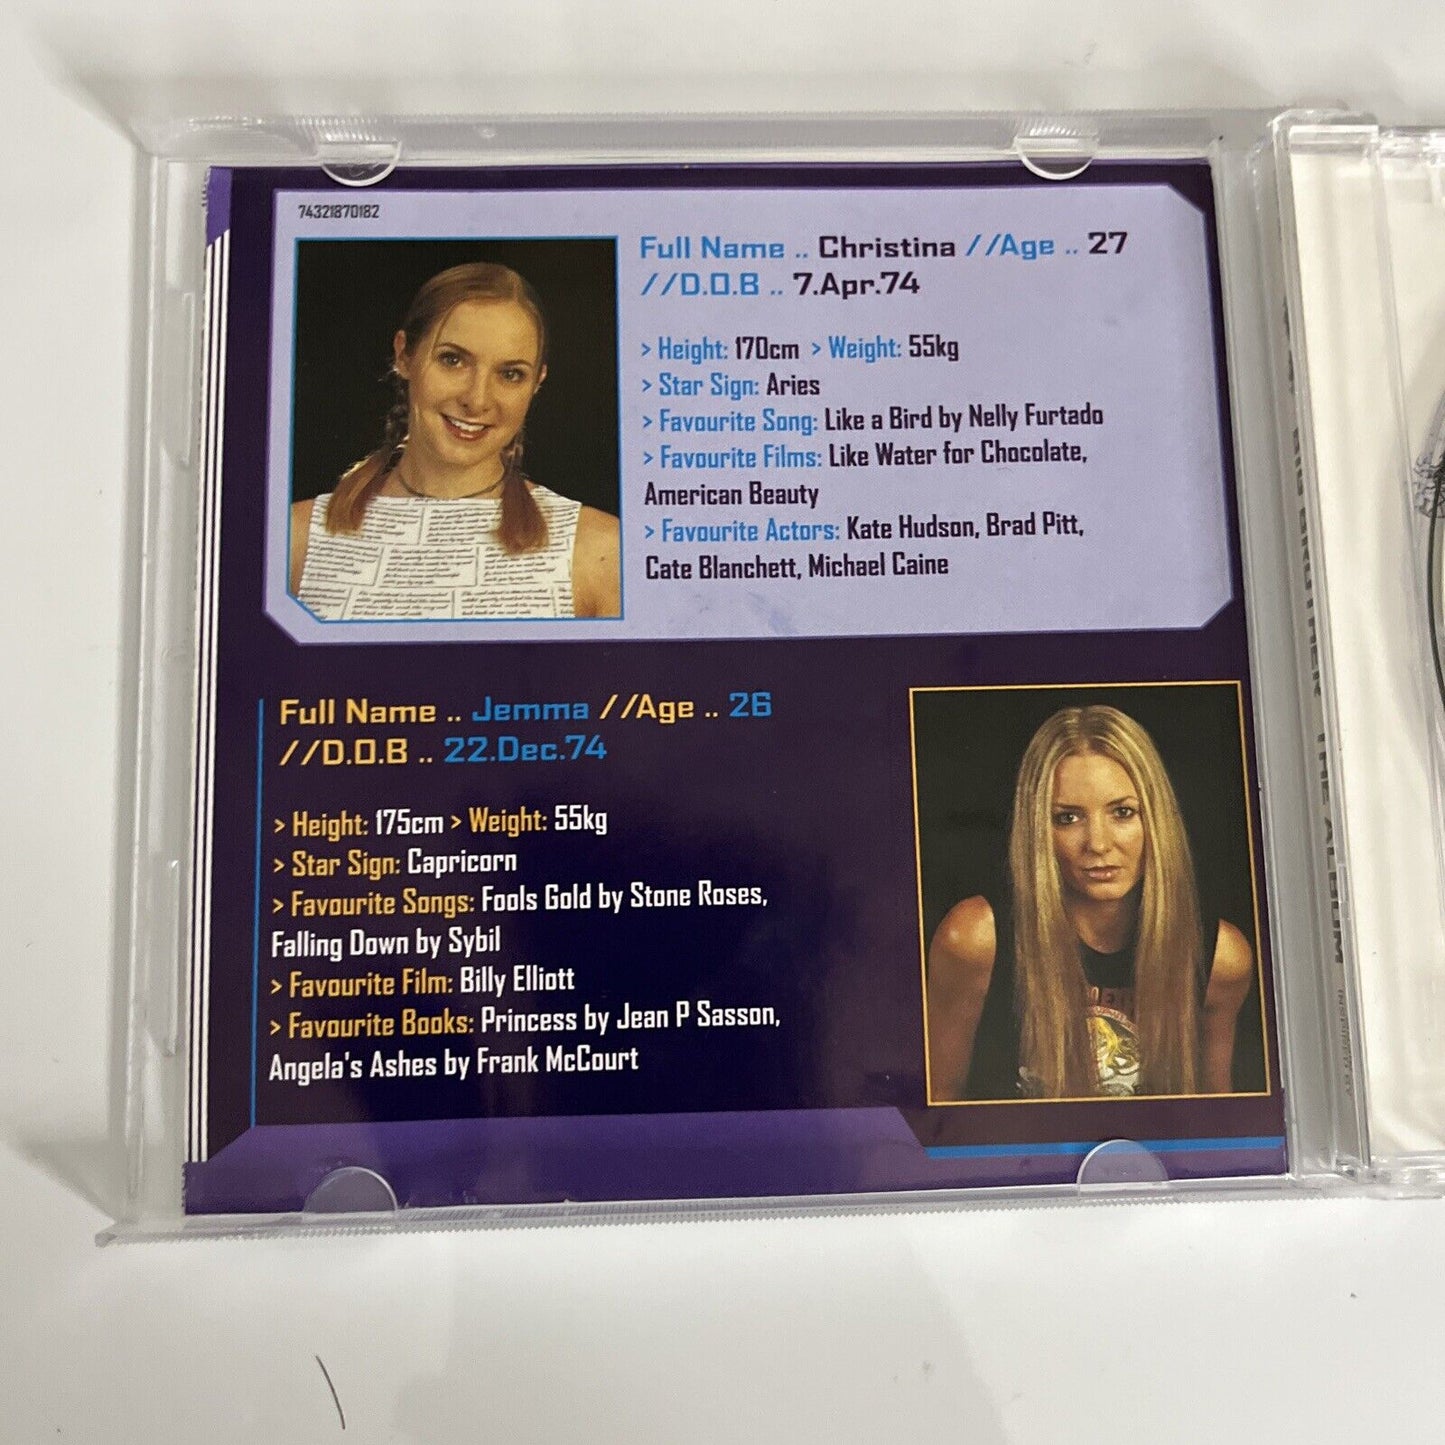 74321870182
Full Name .. Christina //Age .. 27
//D.O.B .. 7.Apr.74
> Height: 170cm > Weight: 55kg
> Star Sign: Aries
> Favourite Song: Like a Bird by Nelly Furtado
> Favourite Films: Like Water for Chocolate,
American Beauty
> Favourite Actors: Kate Hudson, Brad Pitt,
Cate Blanchett, Michael Caine
Full Name .. Jemma //Age .. 26
//D.O.B .. 22.Dec.74
> Height: 175cm > Weight: 55kg
> Star Sign: Capricorn
> Favourite Songs: Fools Gold by Stone Roses,
Falling Down by Sybil
> Favourite Film: Billy Elliott
> Favourite Books: Princess by Jean P Sasson,
Angela's Ashes by Frank McCourt
BIG BROTHER THE ALBUM